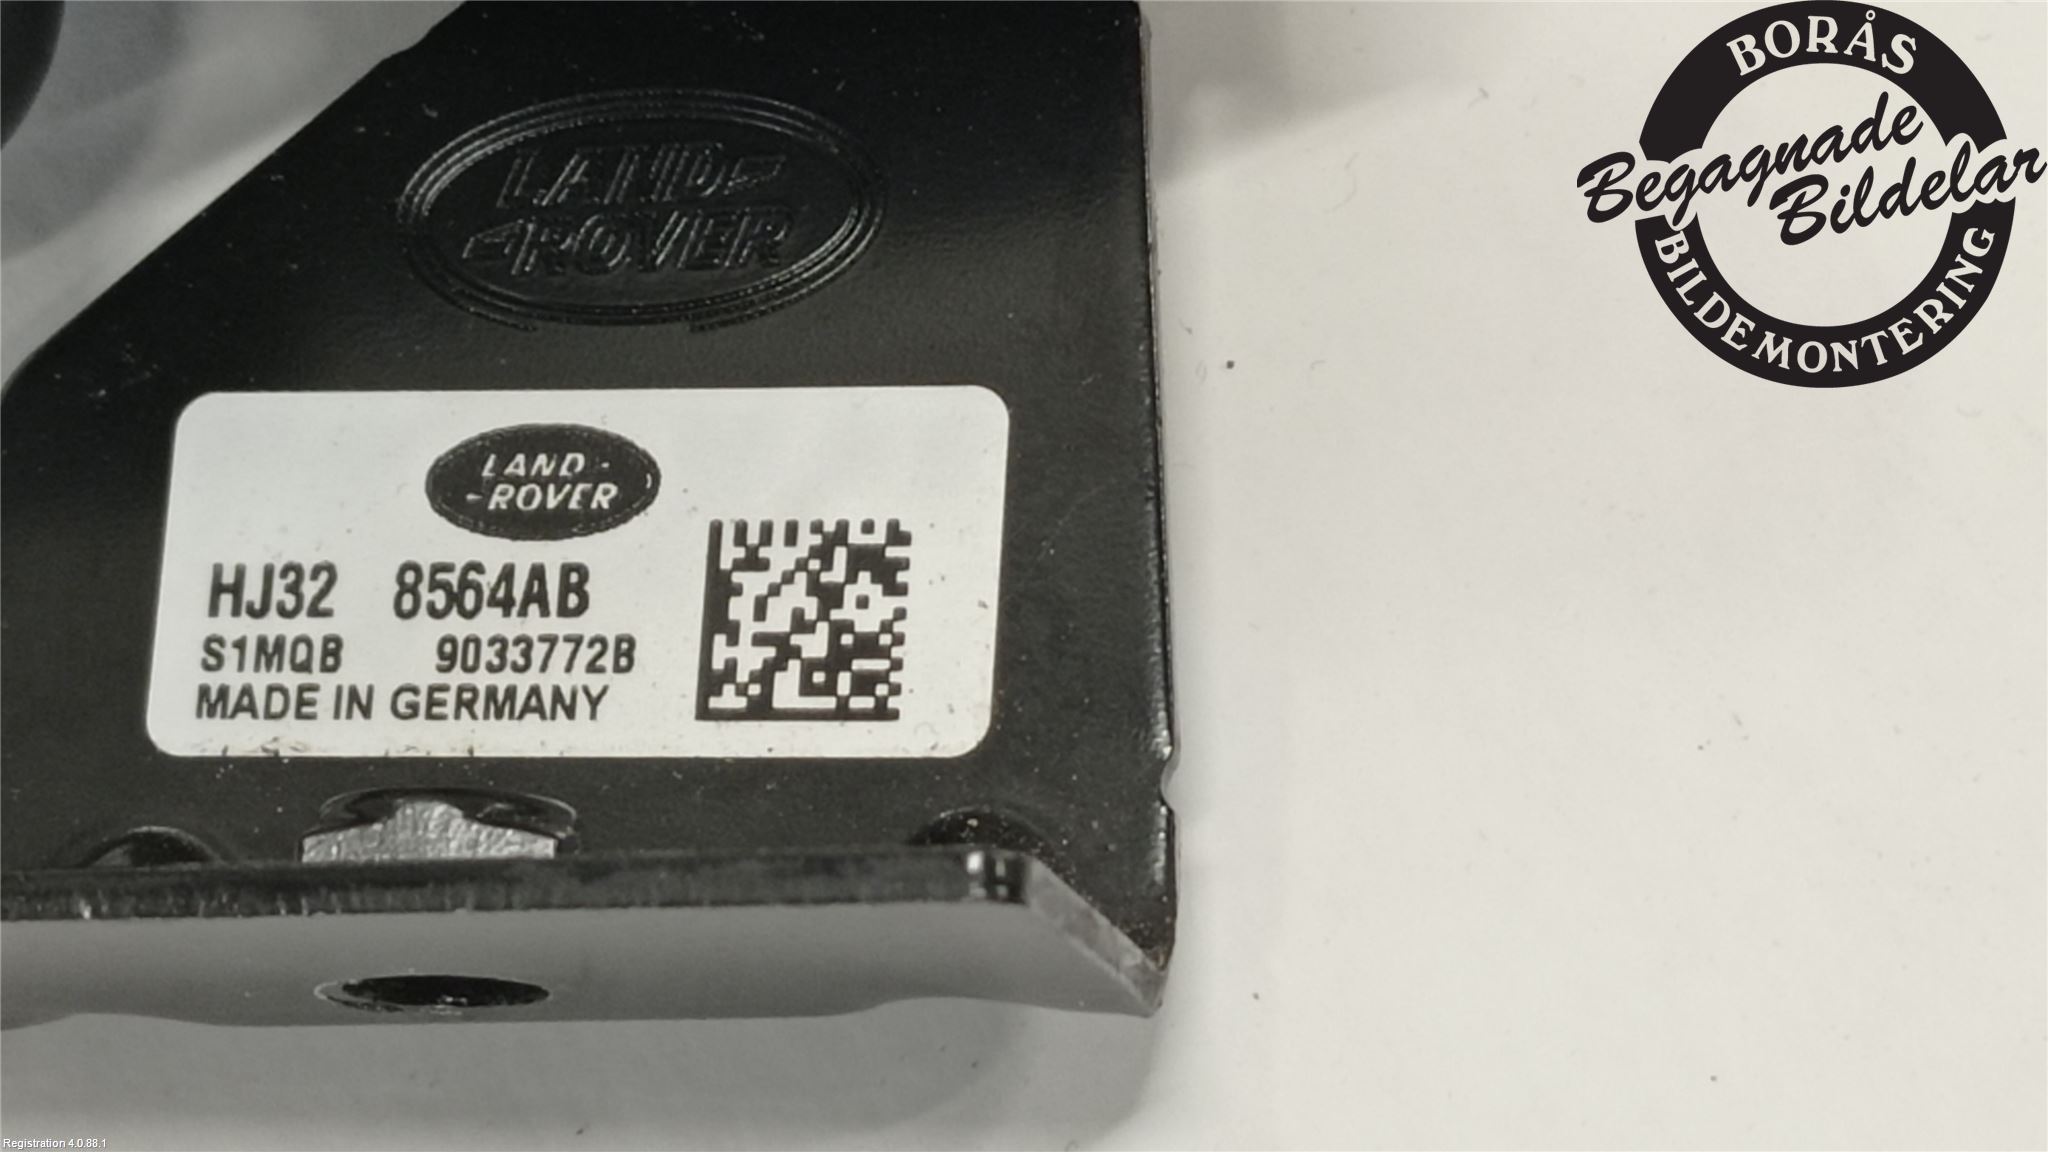 BORÅS
Begagnade
Bildelar
BILDEMONTERING
LAND
ROVER
LAND-
-ROVER
HJ32 8564AB
S1MQB 9033772B
MADE IN GERMANY
Registration 4.0.88.1